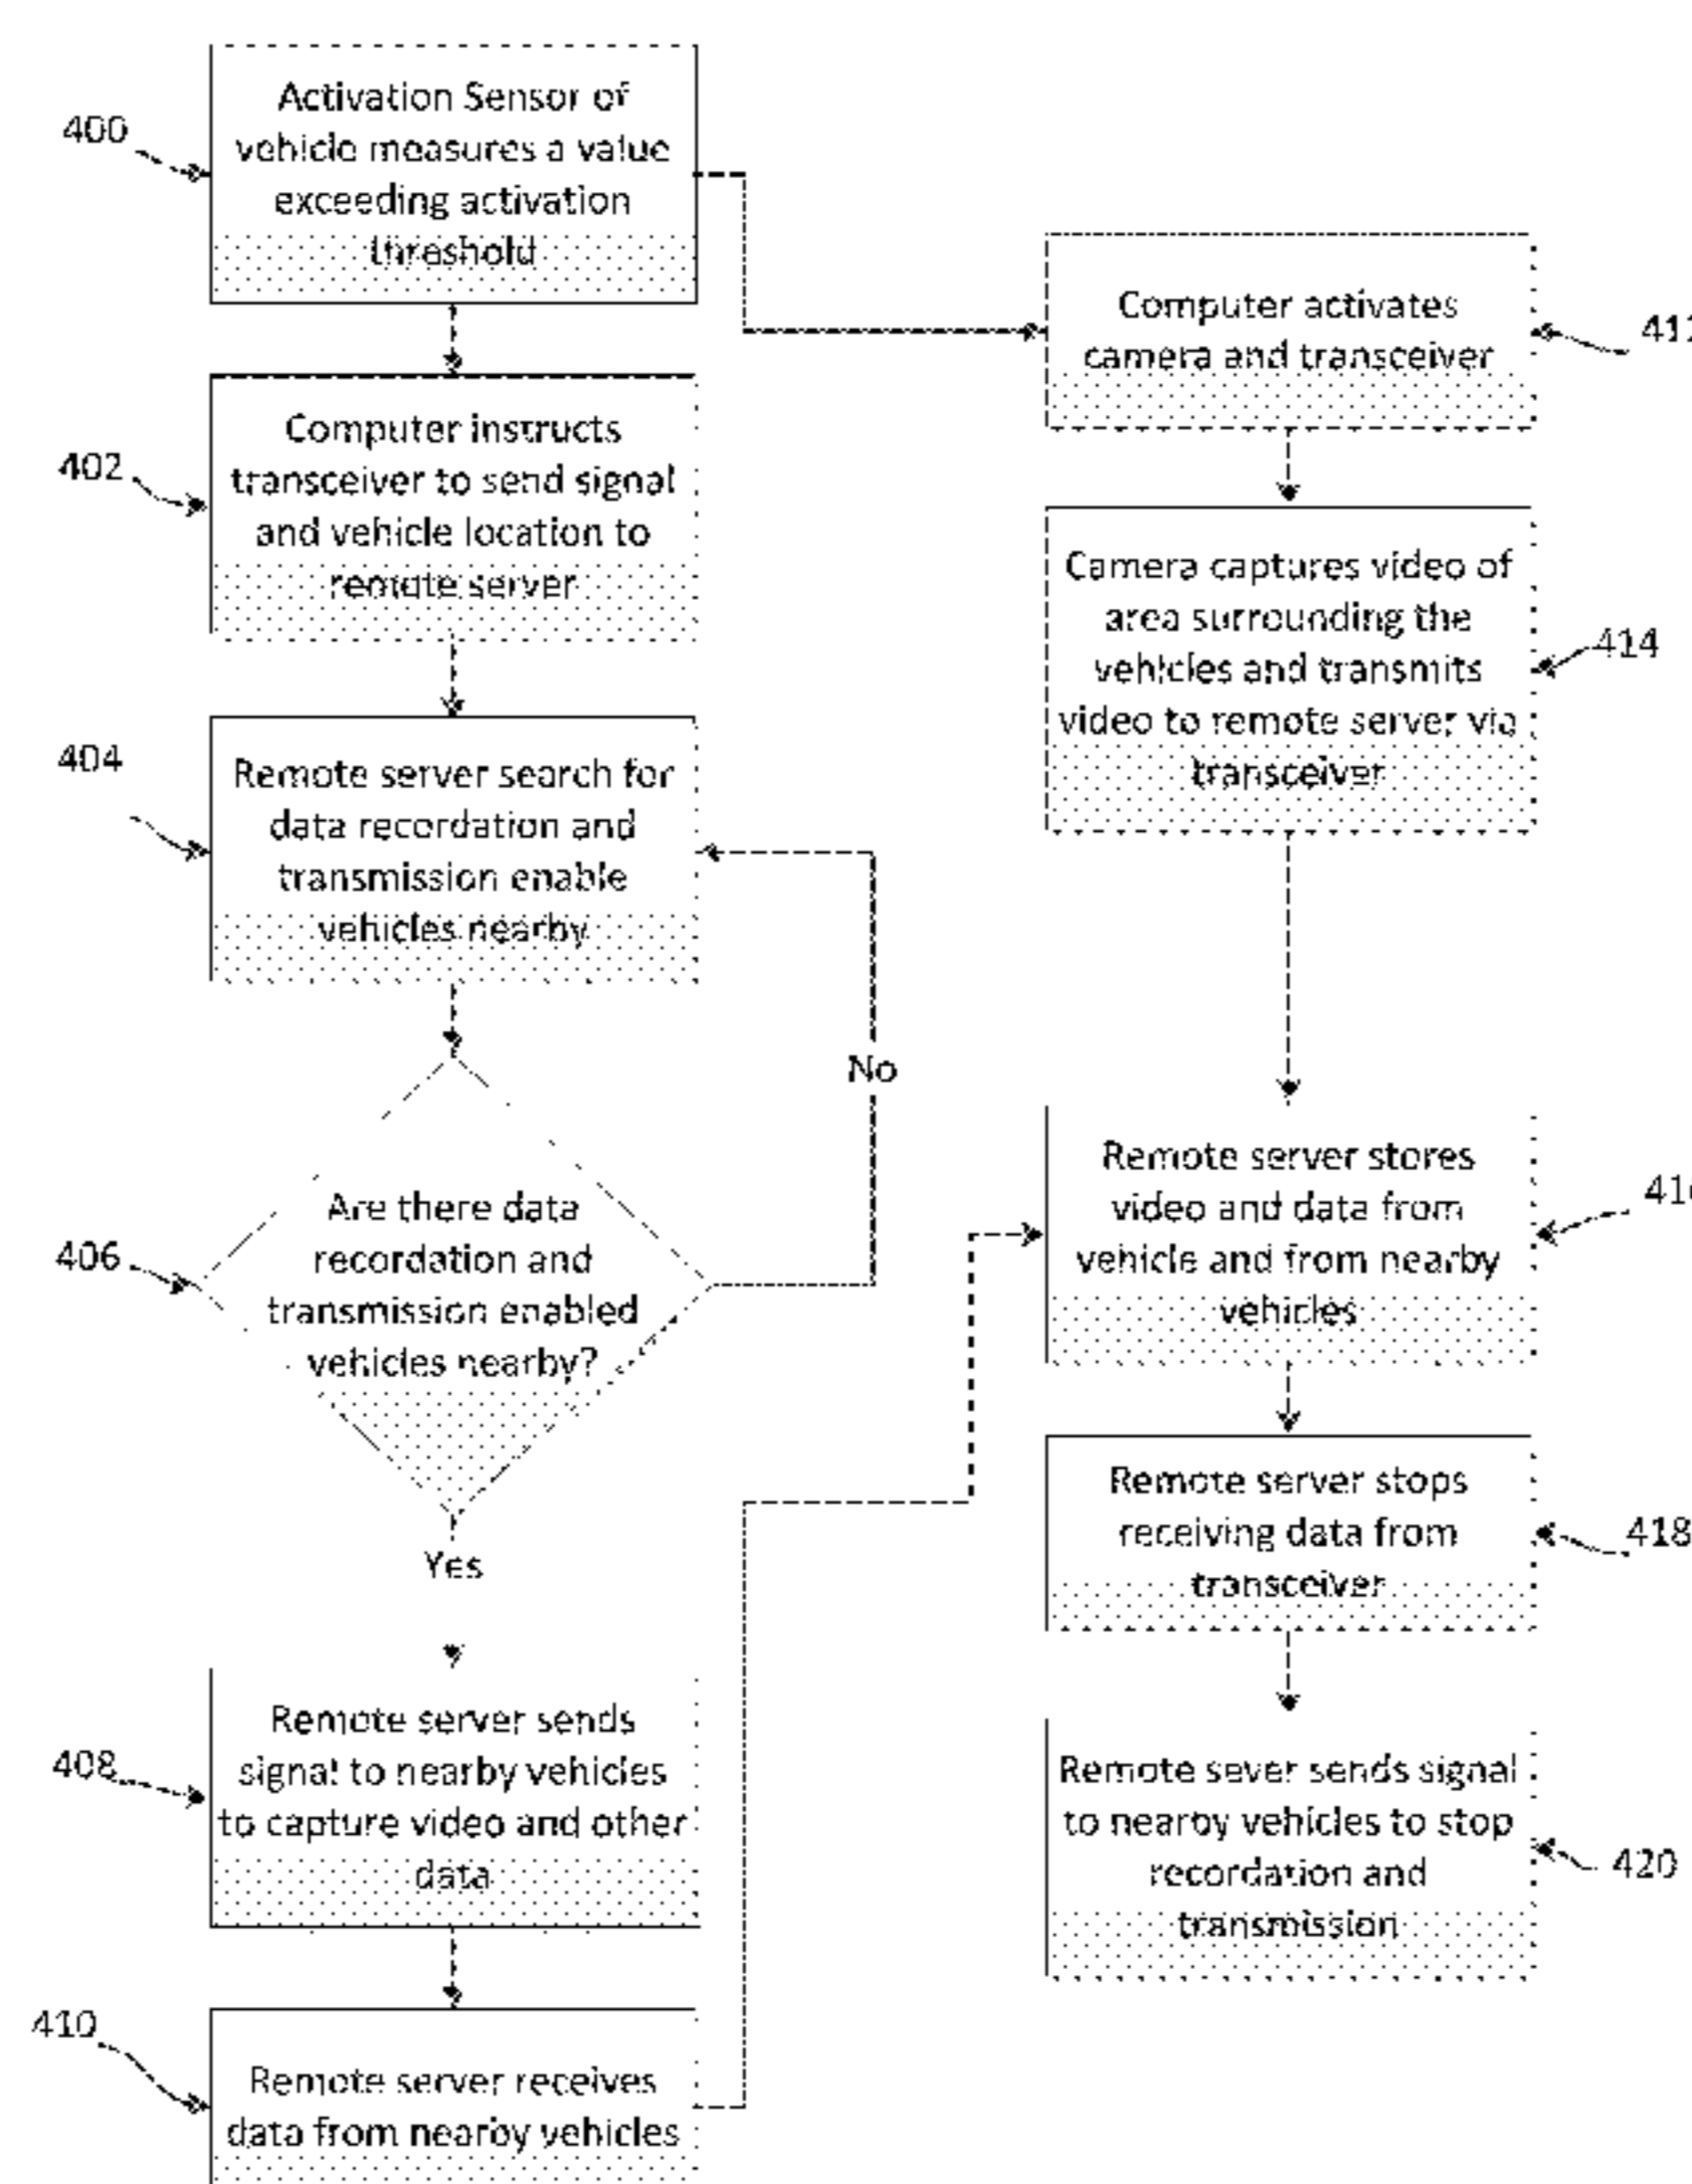 400
Activation Sensor of
vehicle measures a value
exceeding activation
threshold
402
Computer instructs
transceiver to send signal
and vehicle location to
remote server
404
Remote server search for
data recordation and
transmission enable
vehicles nearby
406
Are there data
recordation and
transmission enabled
vehicles nearby?
No
Yes
408
Remote server sends
signal to nearby vehicles
to capture video and other
data
410
Remote server receives
data from nearby vehicles
Computer activates
camera and transceiver
Camera captures video of
area surrounding the
vehicles and transmits
video to remote server via
transceiver
414
Remote server stores
video and data from
vehicle and from nearby
vehicles
Remote server stops
receiving data from
transceiver
418
Remote sever sends signal
to nearby vehicles to stop
recordation and
transmission
420